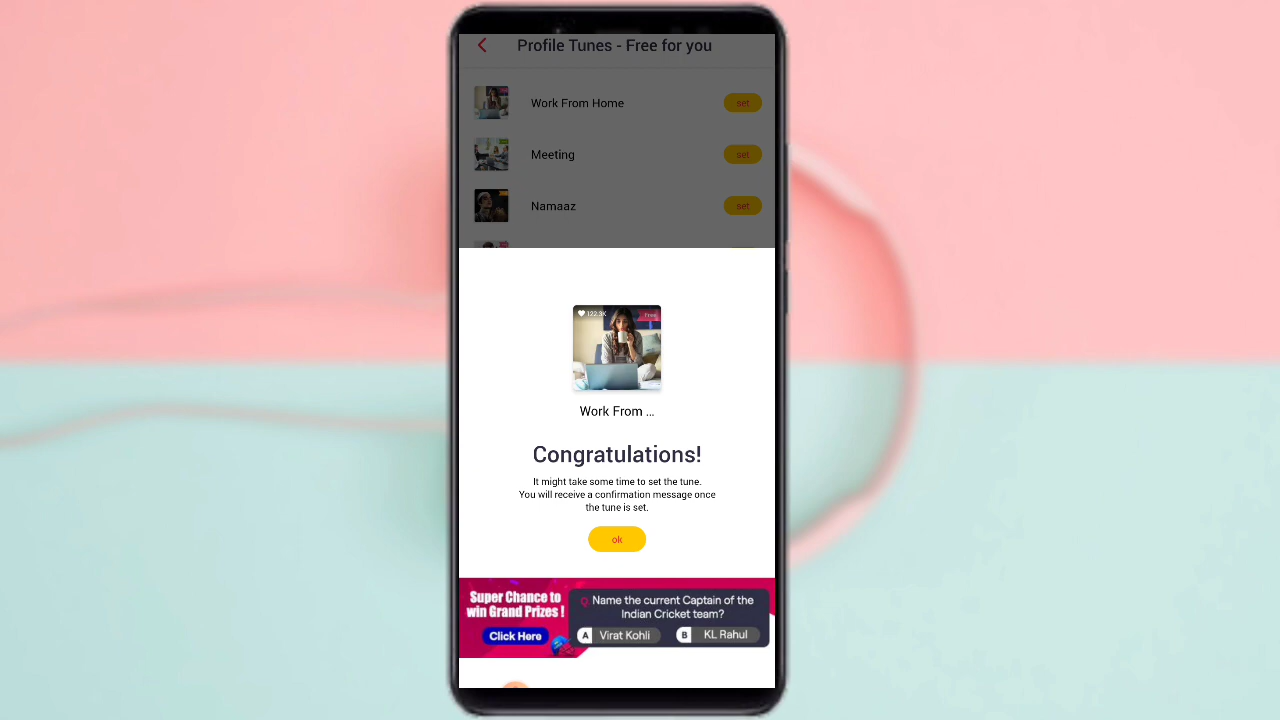 Profile Tunes - Free for you
Work From Home
set
Meeting
set
Namaaz
set
122.3K
Free
Work From ...
Congratulations!
It might take some time to set the tune.
You will receive a confirmation message once
the tune is set.
ok
Super Chance to
win Grand Prizes !
Click Here
Name the current Captain of the
Indian Cricket team?
A Virat Kohli
B KL Rahul